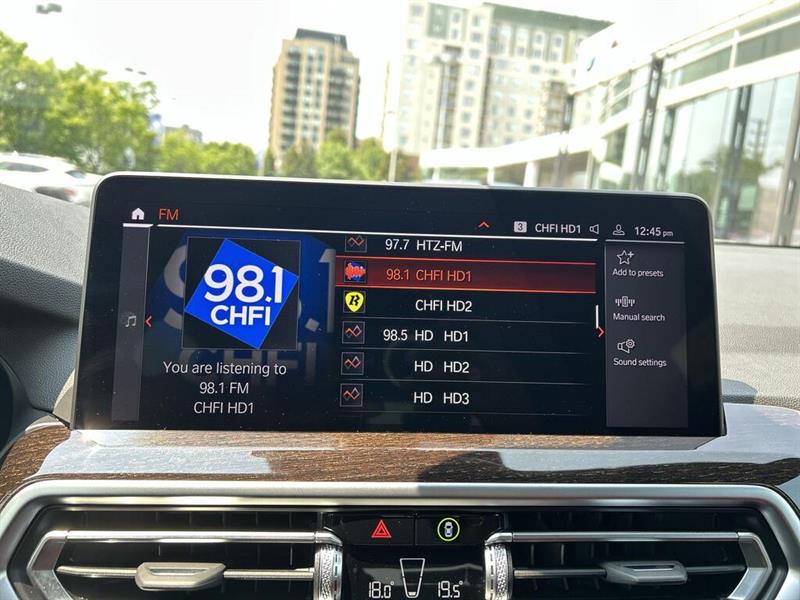 FM
3 CHFI HD1 12:45 pm
98.1
CHFI
You are listening to
98.1 FM
CHFI HD1
97.7 HTZ-FM
98.1 CHFI HD1
CHFI HD2
98.5 HD HD1
HD HD2
HD HD3
Add to presets
Manual search
Sound settings
18.0° 19.5°